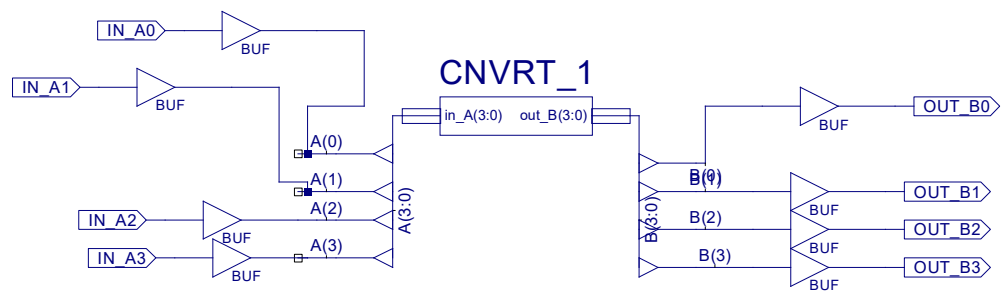 IN_A0
BUF
IN_A1
BUF
CNVRT_1
in_A(3:0) out_B(3:0)
BUF
OUT_B0
A(0)
A(1)
IN_A2
BUF
A(2)
IN_A3
BUF
A(3)
A(3:0)
B(3:0)
B(0)
B(1)
BUF
OUT_B1
B(2)
BUF
OUT_B2
B(3)
BUF
OUT_B3